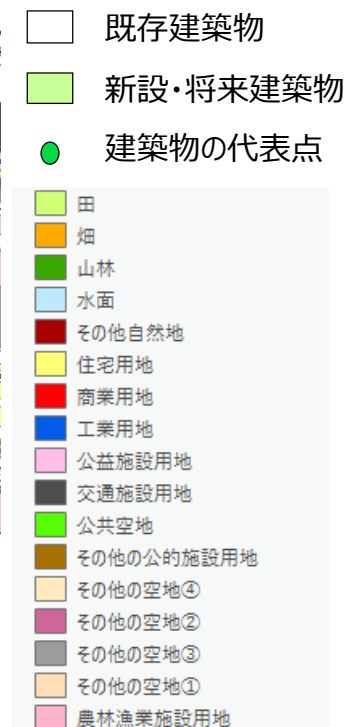 既存建築物
新設・将来建築物
建築物の代表点
田
畑
山林
水面
その他自然地
住宅用地
商業用地
工業用地
公益施設用地
交通施設用地
公共空地
その他の公的施設用地
その他の空地④
その他の空地②
その他の空地③
その他の空地①
農林漁業施設用地